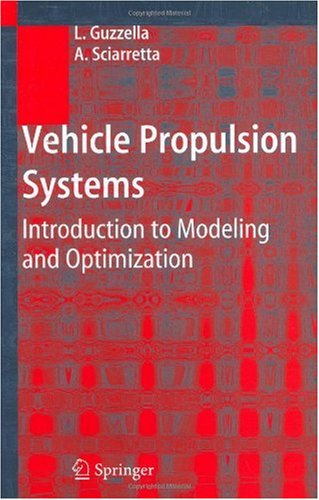 L. Guzzella
A. Sciarretta
Vehicle Propulsion
Systems
Introduction to Modeling
and Optimization
Springer